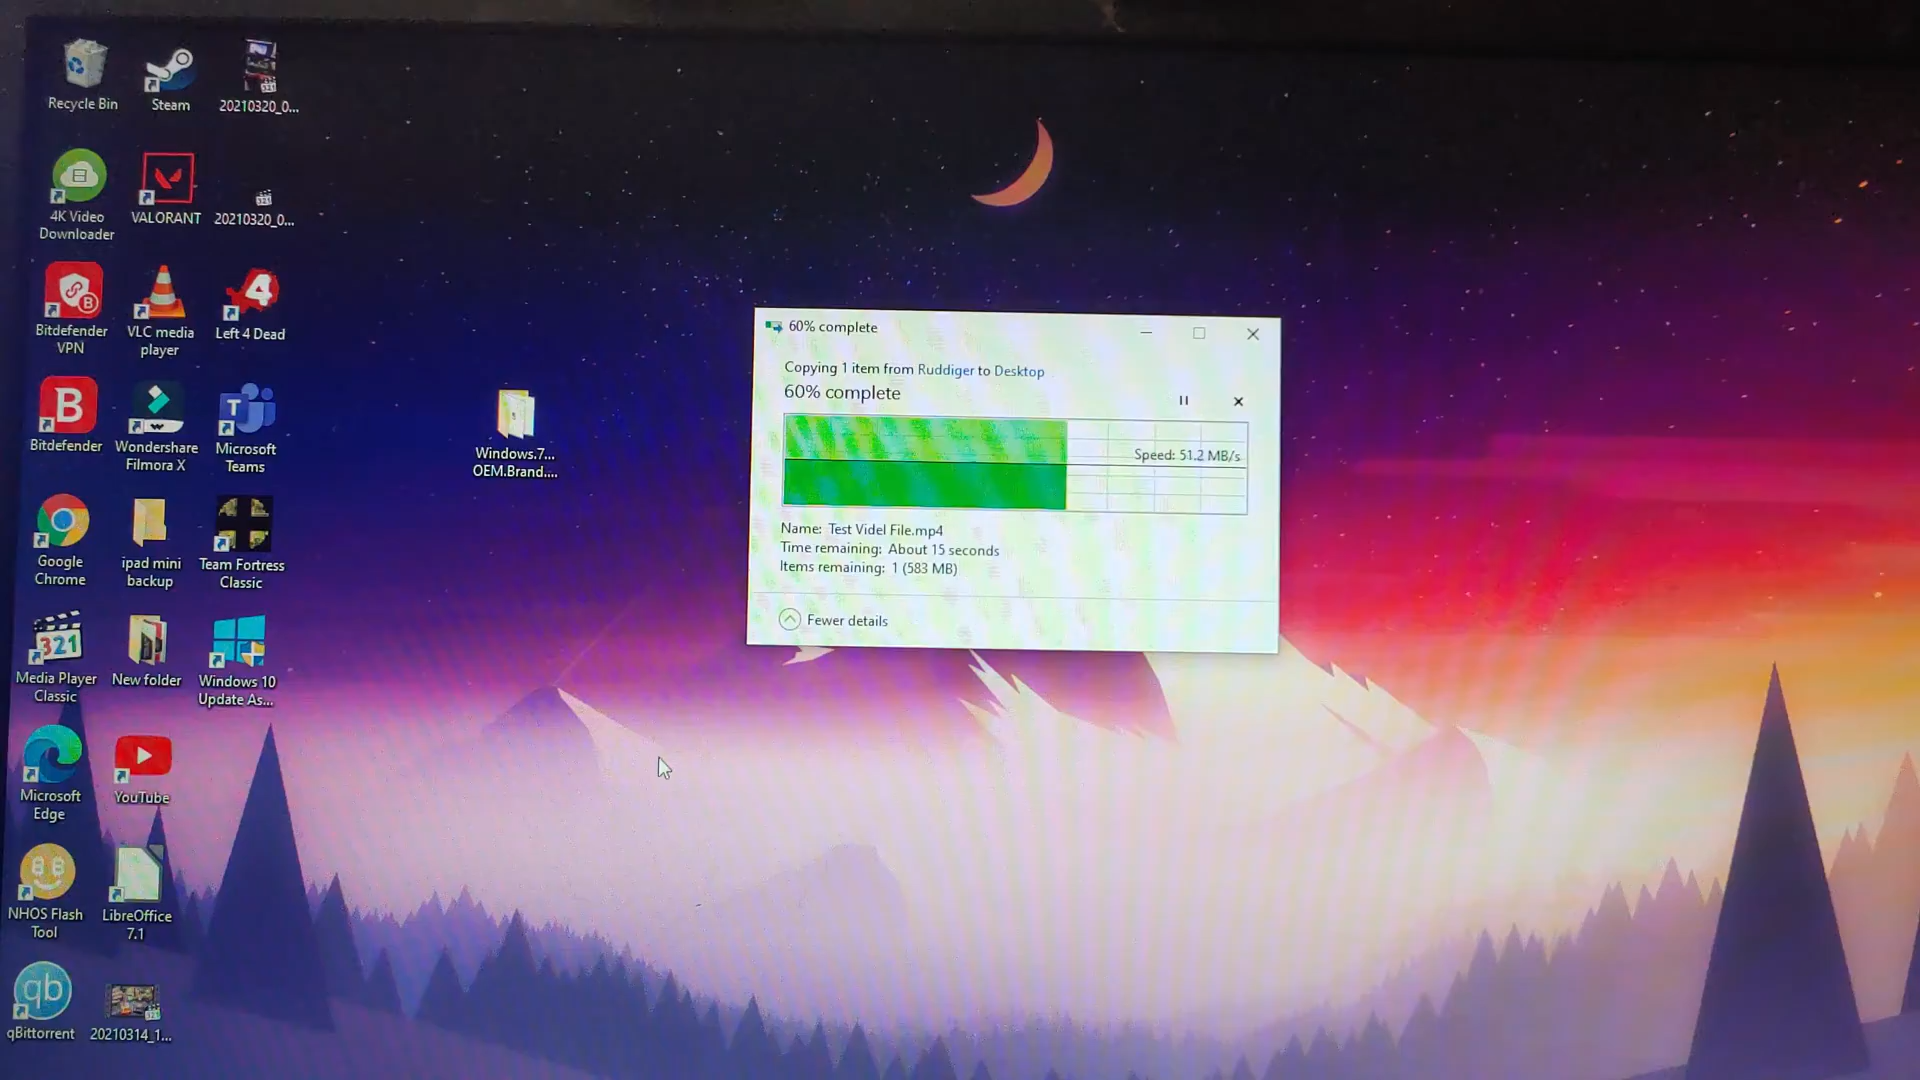 Recycle Bin
Steam
20210320_0...
4K Video
Downloader
VALORANT
20210320_0...
Bitdefender
VPN
VLC media
player
Left 4 Dead
Bitdefender
Wondershare
Filmora X
Microsoft
Teams
Google
Chrome
ipad mini
backup
Team Fortress
Classic
321
Media Player
Classic
New folder
Windows 10
Update As...
Microsoft
Edge
YouTube
NHOS Flash
Tool
LibreOffice
7.1
qb
qBittorrent
20210314_1...
Windows.7...
OEM.Brand....
60% complete
Copying 1 item from Ruddiger to Desktop
60% complete
Speed: 51.2 MB/s
Name: Test Videl File.mp4
Time remaining: About 15 seconds
Items remaining: 1 (583 MB)
Fewer details